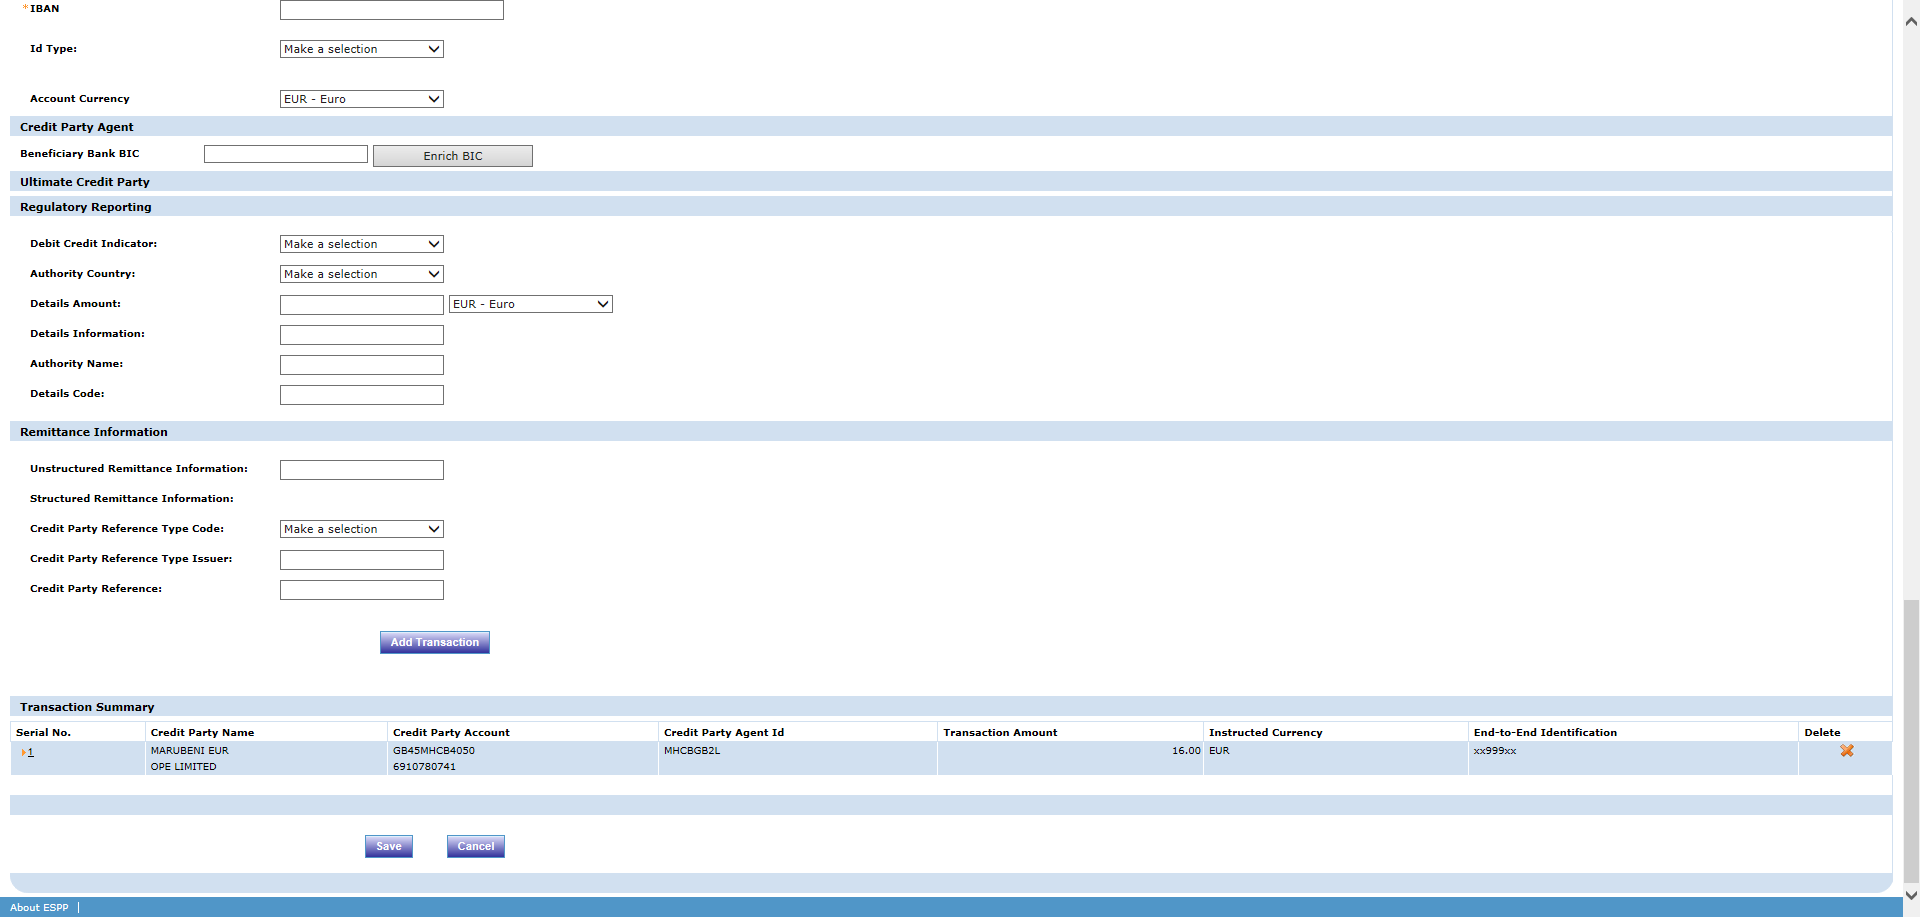 * IBAN
Id Type: Make a selection
Account Currency EUR - Euro
Credit Party Agent
Beneficiary Bank BIC Enrich BIC
Ultimate Credit Party
Regulatory Reporting
Debit Credit Indicator: Make a selection
Authority Country: Make a selection
Details Amount: EUR - Euro
Details Information:
Authority Name:
Details Code:
Remittance Information
Unstructured Remittance Information:
Structured Remittance Information:
Credit Party Reference Type Code: Make a selection
Credit Party Reference Type Issuer:
Credit Party Reference:
Add Transaction
Transaction Summary
Serial No. Credit Party Name Credit Party Account Credit Party Agent Id Transaction Amount Instructed Currency End-to-End Identification Delete
1 MARUBENI EUR GB45MHCB4050 MHCBGB2L 16.00 EUR xx999xx
OPE LIMITED 6910780741
Save Cancel
About ESPP |